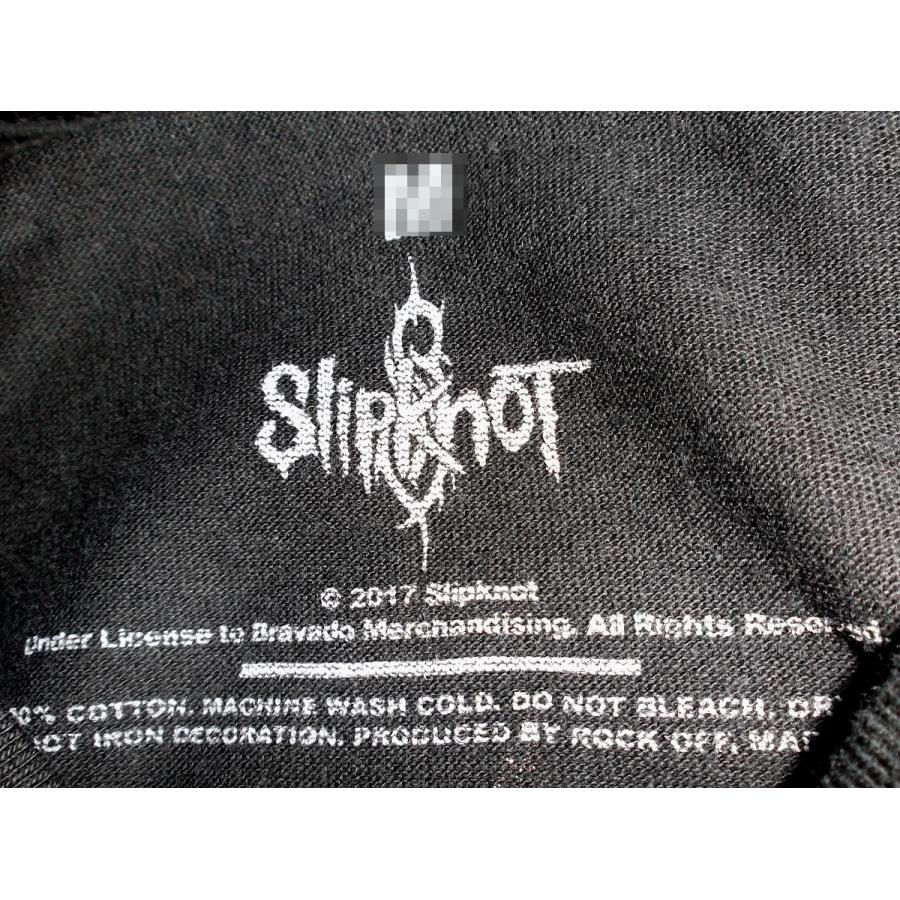 Slipknot
© 2017 Slipknot
Under License to Bravado Merchandising. All Rights Reserved.
COTTON. MACHINE WASH COLD. DO NOT BLEACH.
IRON DECORATION. PRODUCED BY ROCK OFF.